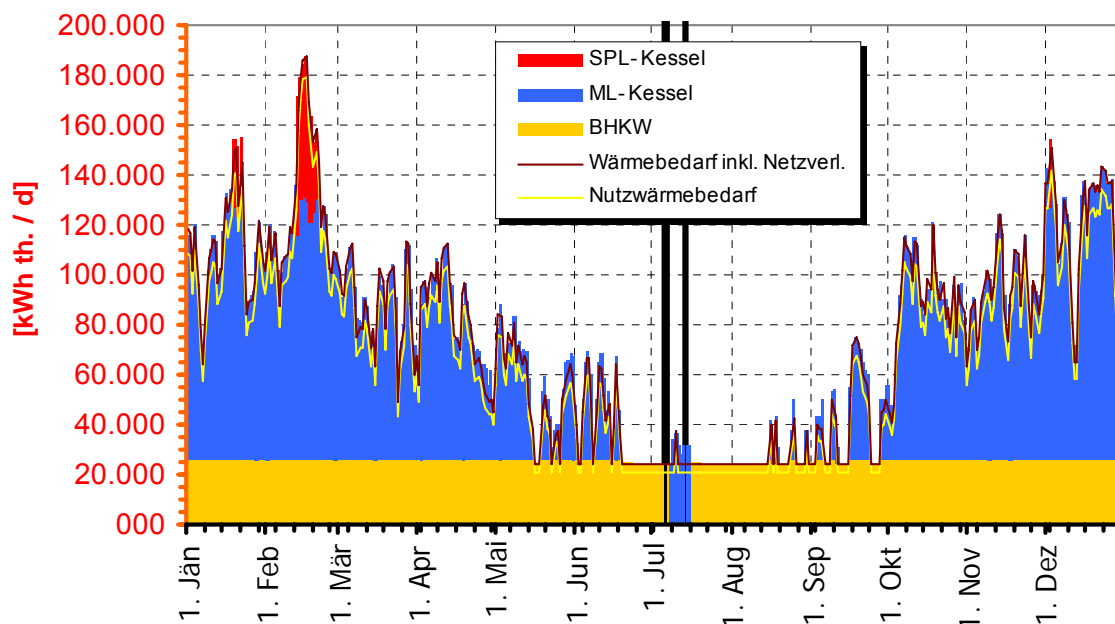 [kWh th. / d]
200.000
180.000
160.000
140.000
120.000
100.000
80.000
60.000
40.000
20.000
000
SPL-Kessel
ML-Kessel
BHKW
Wärmebedarf inkl. Netzverl.
Nutzwärmebedarf
1. Jän
1. Feb
1. Mär
1. Apr
1. Mai
1. Jun
1. Jul
1. Aug
1. Sep
1. Okt
1. Nov
1. Dez